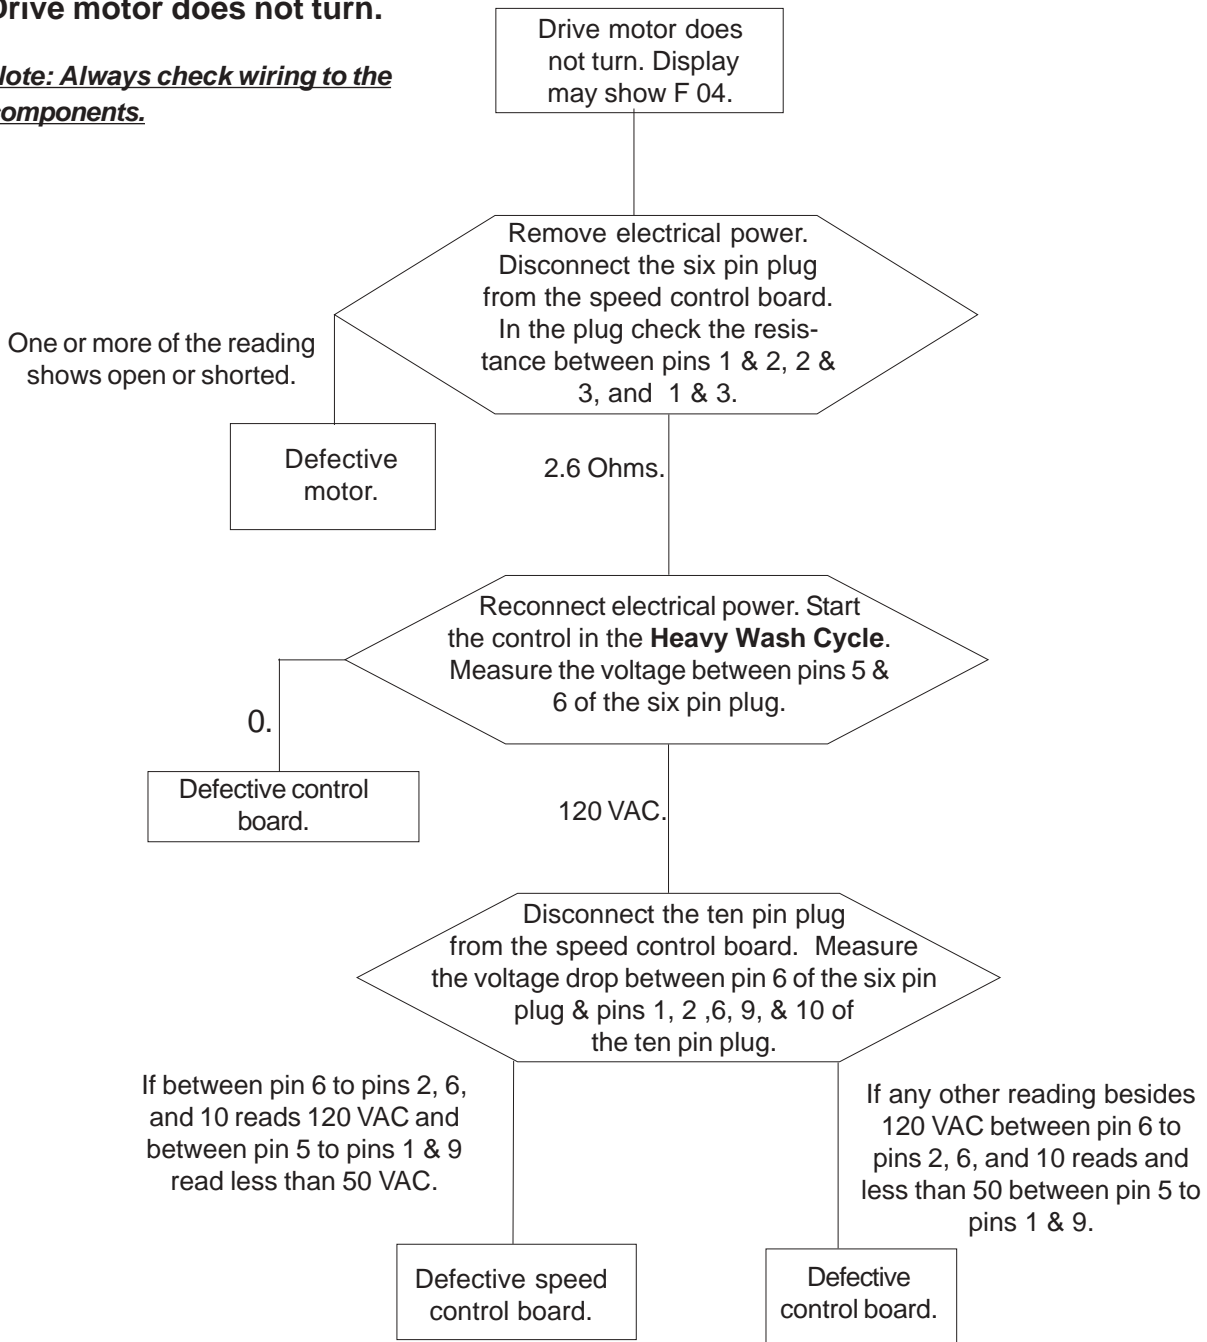 Drive motor does not turn.
Note: Always check wiring to the
components.
Drive motor does
not turn. Display
may show F 04.
Remove electrical power.
Disconnect the six pin plug
from the speed control board.
In the plug check the resis-
tance between pins 1 & 2, 2 &
3, and 1 & 3.
One or more of the reading
shows open or shorted.
Defective
motor.
2.6 Ohms.
Reconnect electrical power. Start
the control in the Heavy Wash Cycle.
Measure the voltage between pins 5 &
6 of the six pin plug.
0.
Defective control
board.
120 VAC.
Disconnect the ten pin plug
from the speed control board. Measure
the voltage drop between pin 6 of the six pin
plug & pins 1, 2 ,6, 9, & 10 of
the ten pin plug.
If between pin 6 to pins 2, 6,
and 10 reads 120 VAC and
between pin 5 to pins 1 & 9
read less than 50 VAC.
If any other reading besides
120 VAC between pin 6 to
pins 2, 6, and 10 reads and
less than 50 between pin 5 to
pins 1 & 9.
Defective speed
control board.
Defective
control board.